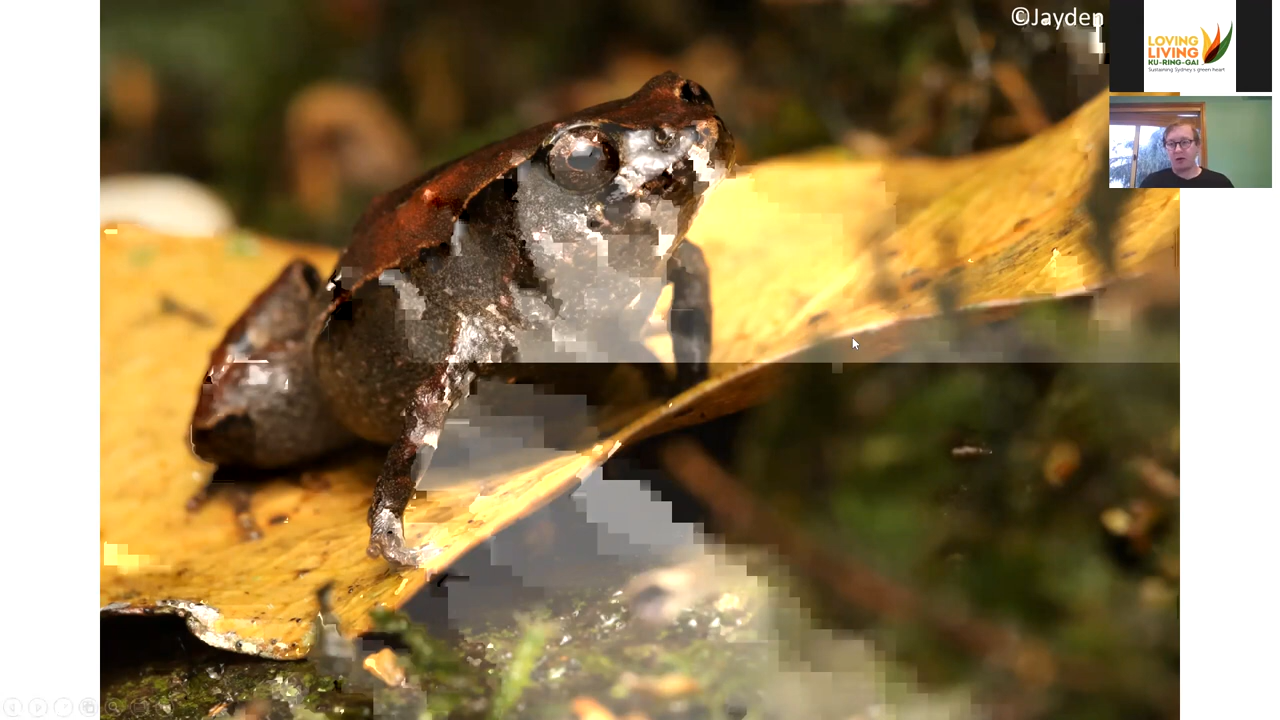 ©Jayden
LOVING
LIVING
KU-RING-GAI
Sustaining Sydney's green heart